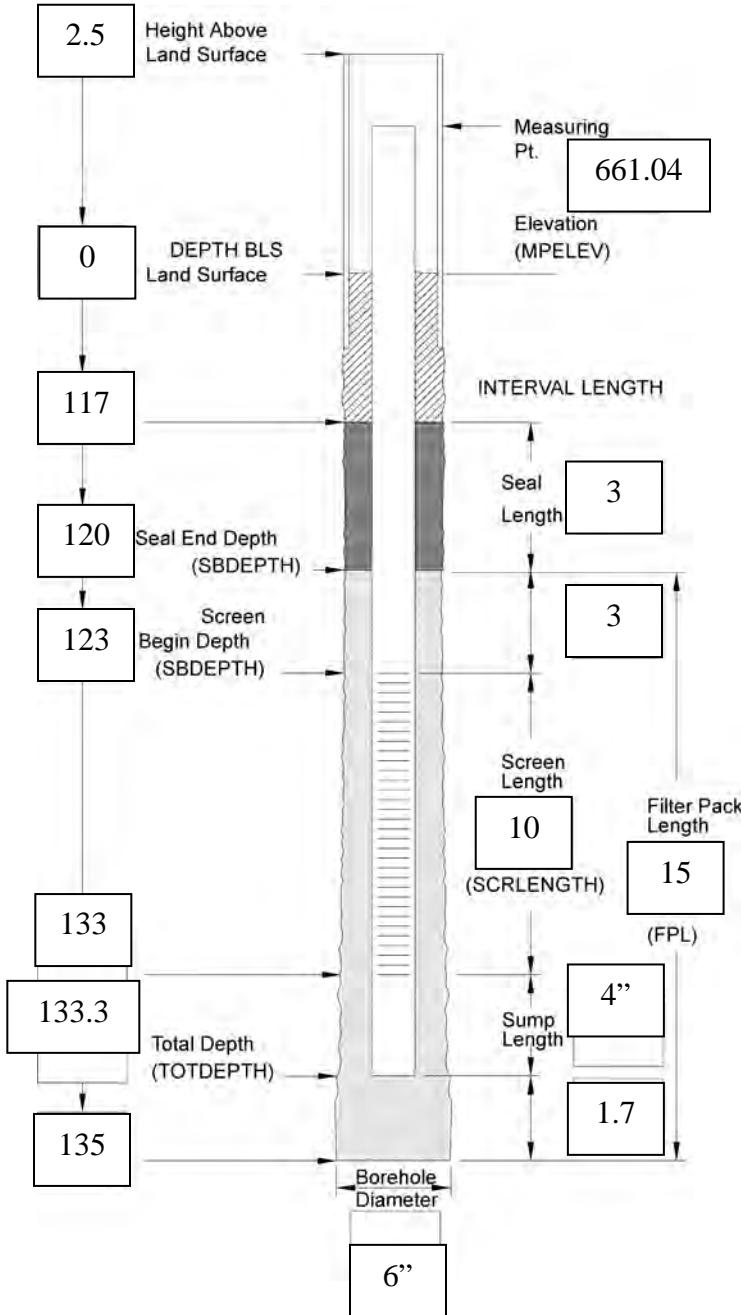 2.5
Height Above
Land Surface
Measuring
Pt.
661.04
Elevation
(MPELEV)
0
DEPTH BLS
Land Surface
117
INTERVAL LENGTH
Seal
Length
3
120
Seal End Depth
(SBDEPTH)
3
123
Screen
Begin Depth
(SBDEPTH)
Screen
Length
10
(SCRLENGTH)
Filter Pack
Length
15
(FPL)
133
133.3
4”
Sump
Length
Total Depth
(TOTDEPTH)
1.7
135
Borehole
Diameter
6”